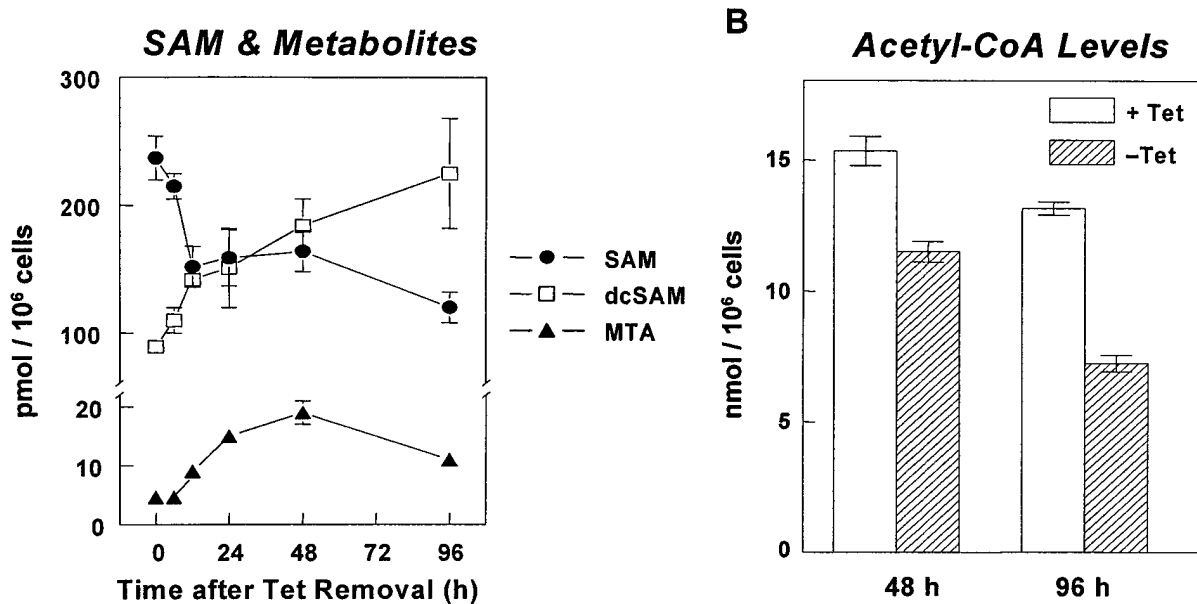 SAM & Metabolites
300
200
100
20
10
0
pmol / 10⁶ cells
0 24 48 72 96
Time after Tet Removal (h)
SAM
dcSAM
MTA
B
Acetyl-CoA Levels
+ Tet
–Tet
15
10
5
0
nmol / 10⁶ cells
48 h 96 h